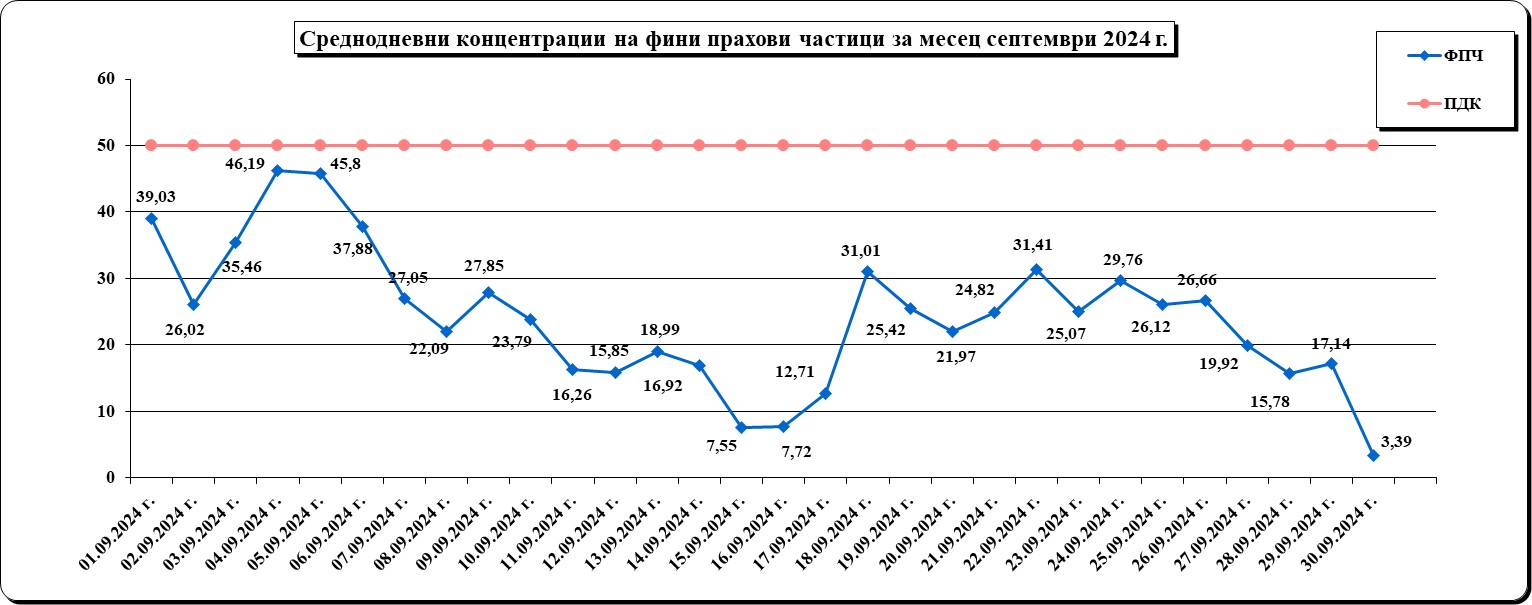 Среднодневни концентрации на фини прахови частици за месец септември 2024 г.
ФПЧ
ПДК
60
50
40
30
20
10
0
39,03
26,02
35,46
46,19
45,8
37,88
27,05
22,09
27,85
23,79
16,26
15,85
18,99
16,92
7,55
7,72
12,71
31,01
25,42
21,97
24,82
31,41
25,07
29,76
26,12
26,66
19,92
15,78
17,14
3,39
01.09.2024 г.
02.09.2024 г.
03.09.2024 г.
04.09.2024 г.
05.09.2024 г.
06.09.2024 г.
07.09.2024 г.
08.09.2024 г.
09.09.2024 г.
10.09.2024 г.
11.09.2024 г.
12.09.2024 г.
13.09.2024 г.
14.09.2024 г.
15.09.2024 г.
16.09.2024 г.
17.09.2024 г.
18.09.2024 г.
19.09.2024 г.
20.09.2024 г.
21.09.2024 г.
22.09.2024 г.
23.09.2024 г.
24.09.2024 г.
25.09.2024 г.
26.09.2024 г.
27.09.2024 г.
28.09.2024 г.
29.09.2024 г.
30.09.2024 г.